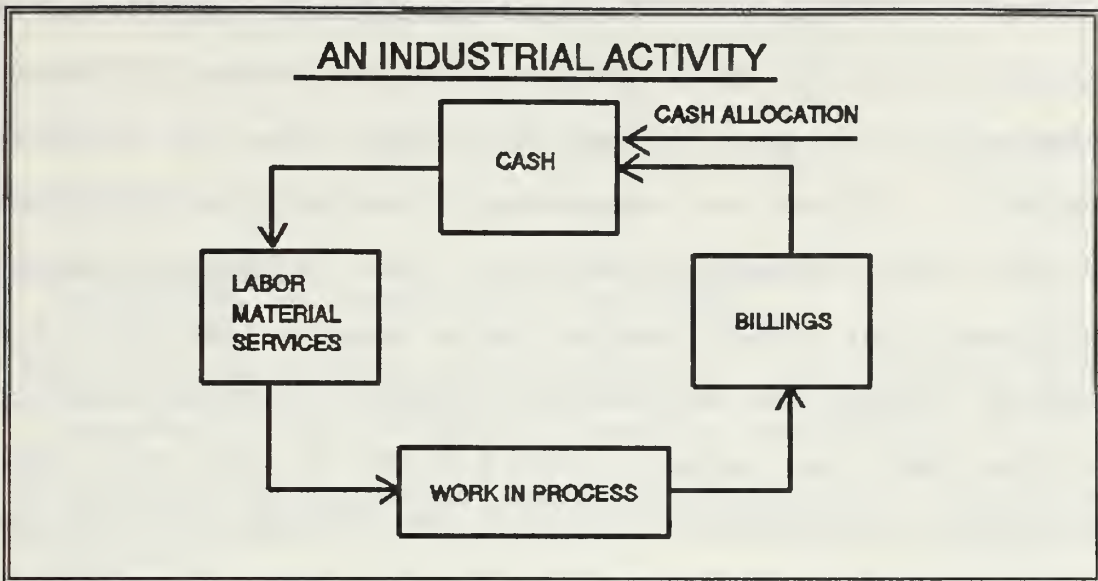 AN INDUSTRIAL ACTIVITY
CASH ALLOCATION
CASH
LABOR
MATERIAL
SERVICES
BILLINGS
WORK IN PROCESS